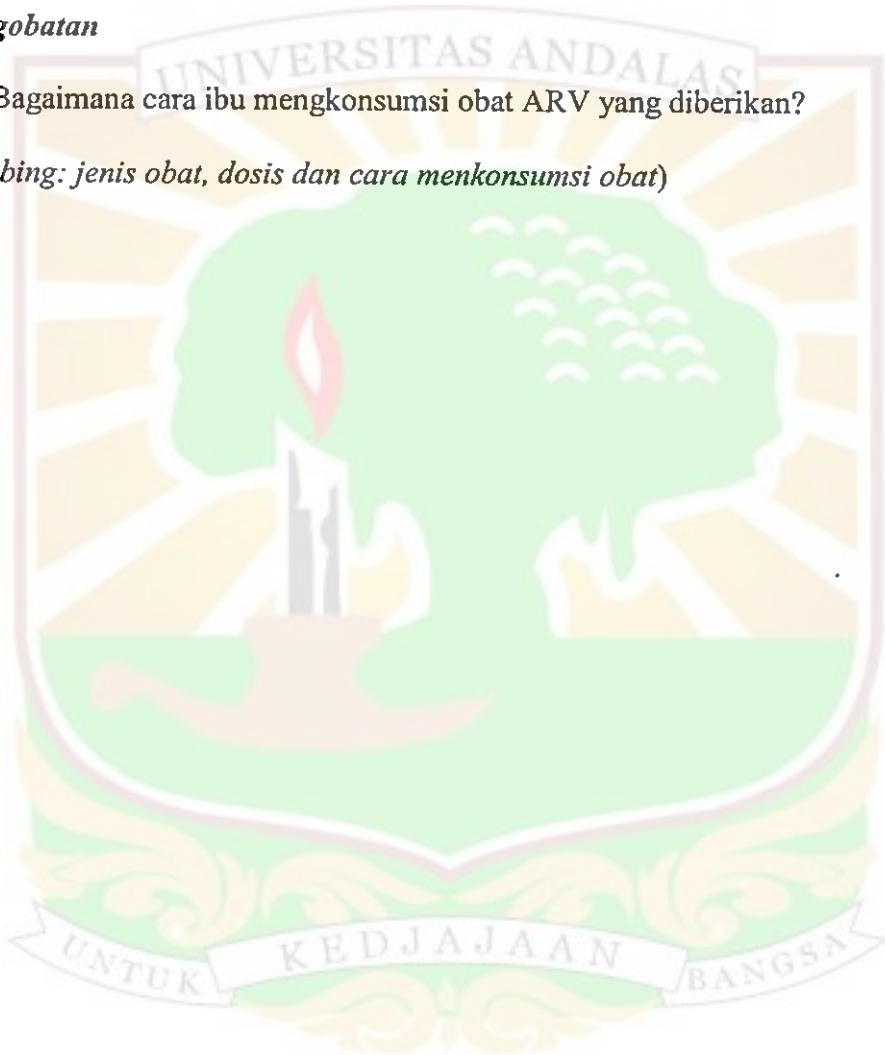 gobatan
UNIVERSITAS ANDALAS
Bagaimana cara ibu mengkonsumsi obat ARV yang diberikan?
bing: jenis obat, dosis dan cara menkonsumsi obat)
UNTUK KEDJAJAAN BANGSA